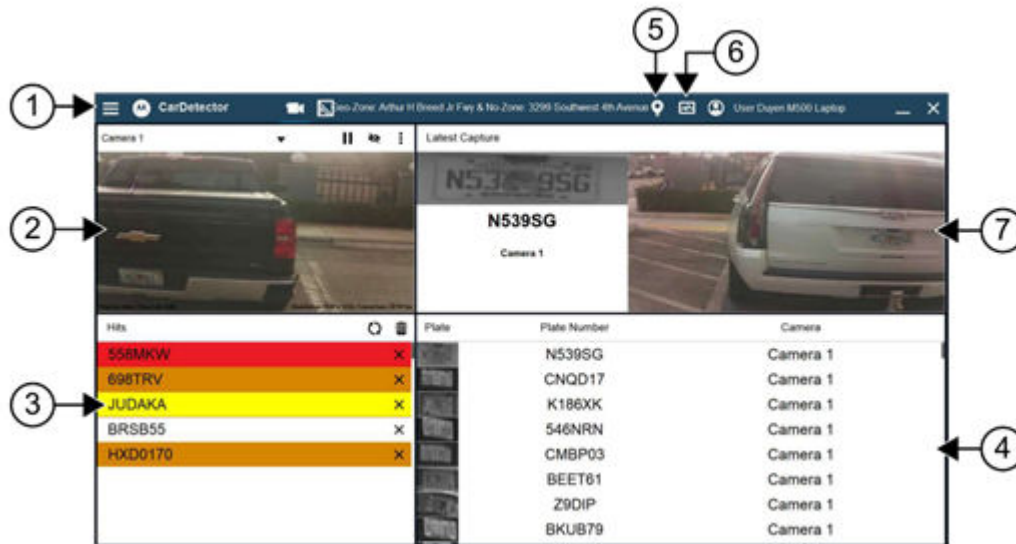 5
6
1
CarDetector
Geo-Zone: Arthur H Breed Jr Fwy & No-Zone: 3299 Southwest 4th Avenue
User Duyen M500 Laptop
Camera 1
Latest Capture
N53 9SG
N539SG
Camera 1
2
7
Hits
Plate Plate Number Camera
558MKW
698TRV
JUDAKA
BRSB55
HXD0170
3
N539SG Camera 1
CNQD17 Camera 1
K186XK Camera 1
546NRN Camera 1
CMBP03 Camera 1
BEET61 Camera 1
Z9DIP Camera 1
BKUB79 Camera 1
4